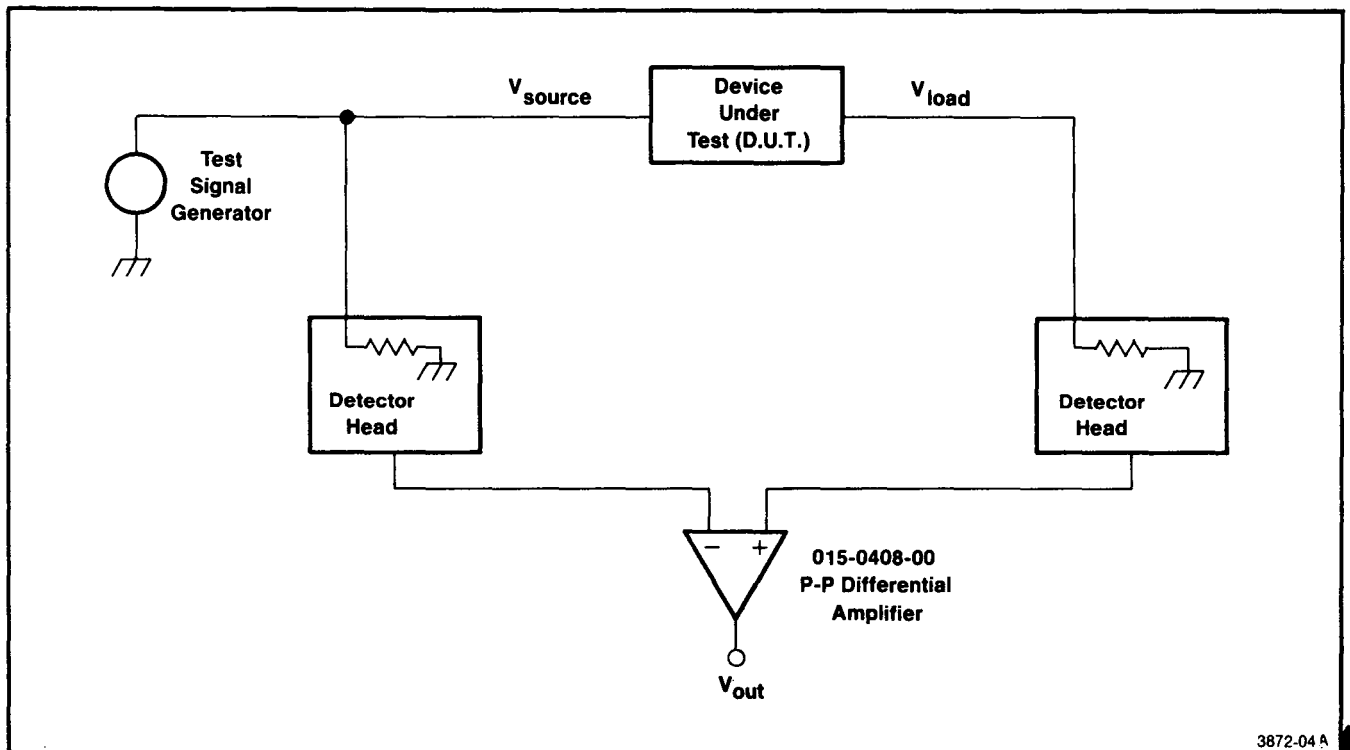 V source
Device
Under
Test (D.U.T.)
V load
Test
Signal
Generator
Detector
Head
Detector
Head
− +
015-0408-00
P-P Differential
Amplifier
V out
3872-04 A